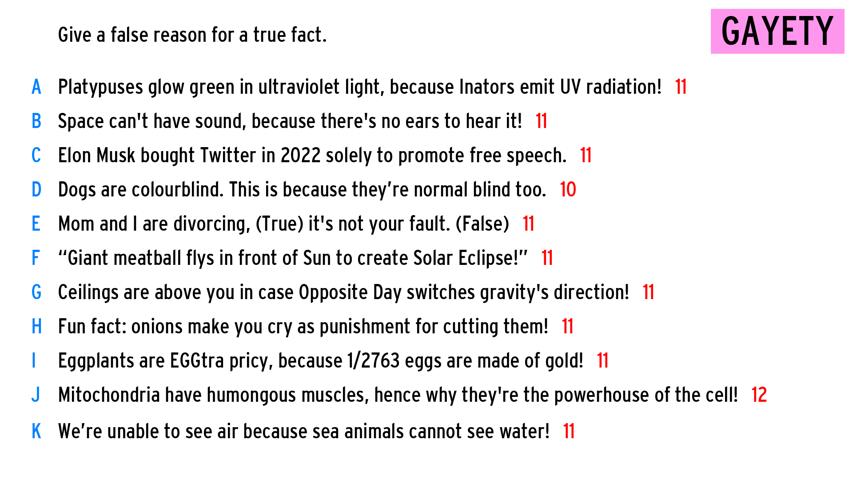 Give a false reason for a true fact.
GAYETY
A Platypuses glow green in ultraviolet light, because Inators emit UV radiation! 11
B Space can't have sound, because there's no ears to hear it! 11
C Elon Musk bought Twitter in 2022 solely to promote free speech. 11
D Dogs are colourblind. This is because they’re normal blind too. 10
E Mom and I are divorcing, (True) it's not your fault. (False) 11
F “Giant meatball flys in front of Sun to create Solar Eclipse!” 11
G Ceilings are above you in case Opposite Day switches gravity's direction! 11
H Fun fact: onions make you cry as punishment for cutting them! 11
I Eggplants are EGGtra pricy, because 1/2763 eggs are made of gold! 11
J Mitochondria have humongous muscles, hence why they're the powerhouse of the cell! 12
K We’re unable to see air because sea animals cannot see water! 11